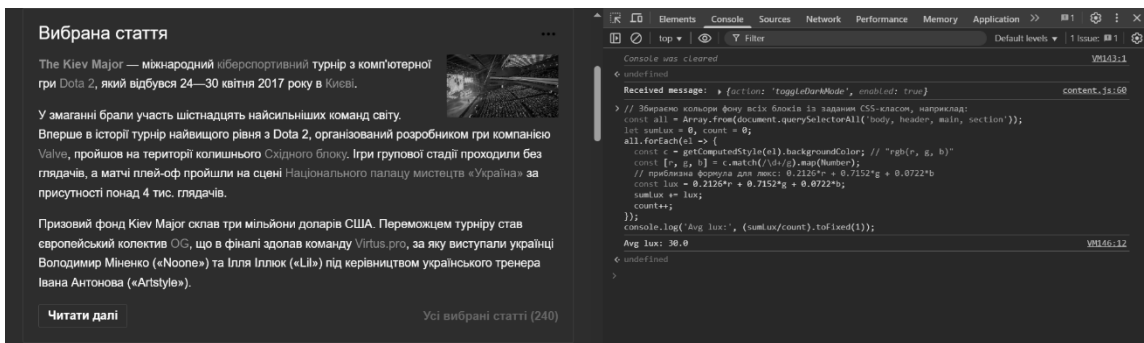 Вибрана стаття
The Kiev Major — міжнародний кіберспортивний турнір з комп'ютерної
гри Dota 2, який відбувся 24—30 квітня 2017 року в Києві.
У змаганні брали участь шістнадцять найсильніших команд світу.
Вперше в історії турнір найвищого рівня з Dota 2, організований розробником гри компанією
Valve, пройшов на території колишнього Східного блоку. Ігри групової стадії проходили без
глядачів, а матчі плей-оф пройшли на сцені Національного палацу мистецтв «Україна» за
присутності понад 4 тис. глядачів.
Призовий фонд Kiev Major склав три мільйони доларів США. Переможцем турніру став
європейський колектив OG, що в фіналі здолав команду Virtus.pro, за яку виступали українці
Володимир Міненко («Noone») та Ілля Іллюк («Lil») під керівництвом українського тренера
Івана Антонова («Artstyle»).
Читати далі
Усі вибрані статті (240)
Elements Console Sources Network Performance Memory Application 1
top Filter Default levels 1 Issue: 1
Console was cleared VM143:1
undefined
Received message: {action: 'toggleDarkMode', enabled: true} content.js:60
// Збираємо кольори фону всіх блоків із заданим CSS-класом, наприклад:
const all = Array.from(document.querySelectorAll('body, header, main, section'));
let sumLux = 0, count = 0;
all.forEach(el => {
const c = getComputedStyle(el).backgroundColor; // "rgb(r, g, b)"
const [r, g, b] = c.match(/\d+/g).map(Number);
// приблизна формула для люкс: 0.2126*r + 0.7152*g + 0.0722*b
const lux = 0.2126*r + 0.7152*g + 0.0722*b;
sumLux += lux;
count++;
});
console.log('Avg lux:', (sumLux/count).toFixed(1));
Avg lux: 30.0 VM146:12
undefined